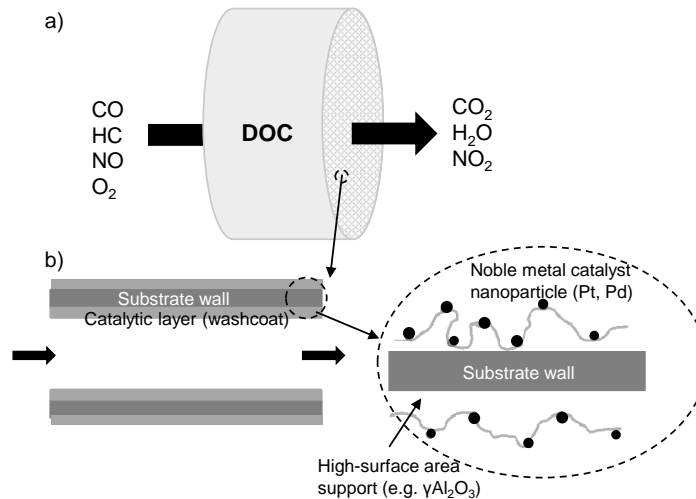 a)
CO
HC
NO
O₂
DOC
CO₂
H₂O
NO₂
b)
Substrate wall
Catalytic layer (washcoat)
Noble metal catalyst
nanoparticle (Pt, Pd)
Substrate wall
High-surface area
support (e.g. γAl₂O₃)